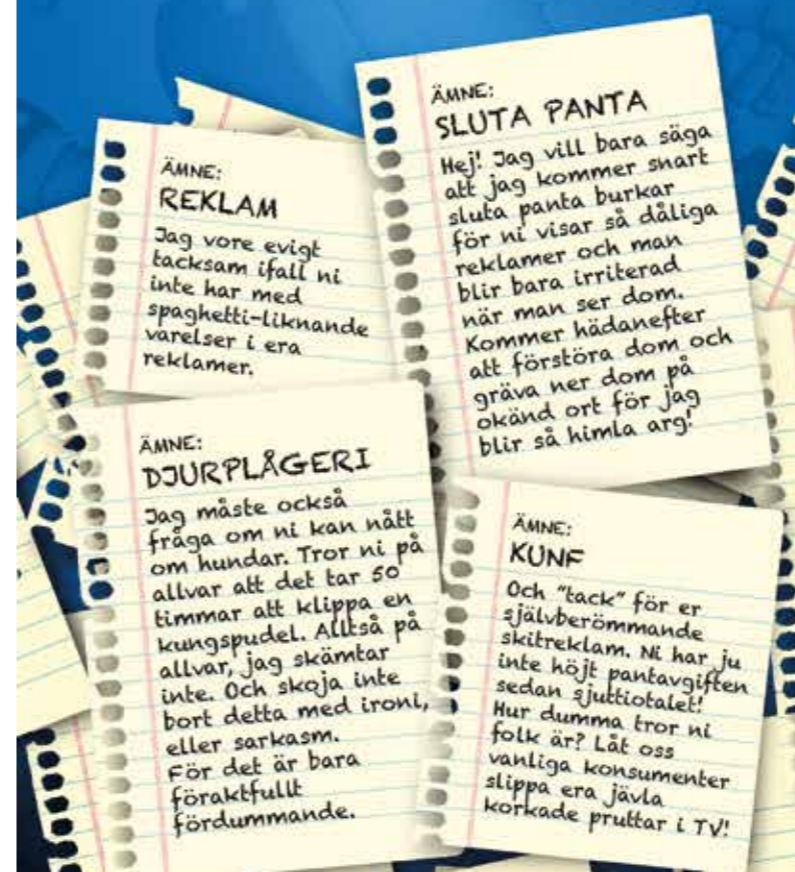 ÄMNE:
REKLAM
Jag vore evigt
tacksam ifall ni
inte har med
spaghetti-liknande
varelser i era
reklamer.
ÄMNE:
SLUTA PANTA
Hej! Jag vill bara säga
att jag kommer snart
sluta panta burkar
för ni visar så dåliga
reklamer och man
blir bara irriterad
när man ser dom.
Kommer hädanefter
att förstöra dom och
gräva ner dom på
okänd ort för jag
blir så himla arg!
ÄMNE:
DJURPLÅGERI
Jag måste också
fråga om ni kan nått
om hundar. Tror ni på
allvar att det tar 50
timmar att klippa en
kungspudel. Alltså på
allvar, jag skämtar
inte. Och skoja inte
bort detta med ironi,
eller sarkasm.
För det är bara
föraktfullt
fördummande.
ÄMNE:
KUNF
Och "tack" för er
självberömmande
skitreklam. Ni har ju
inte höjt pantavgiften
sedan sjuttiotalet!
Hur dumma tror ni
folk är? Låt oss
vanliga konsumenter
slippa era jävla
korkade pruttar i TV!